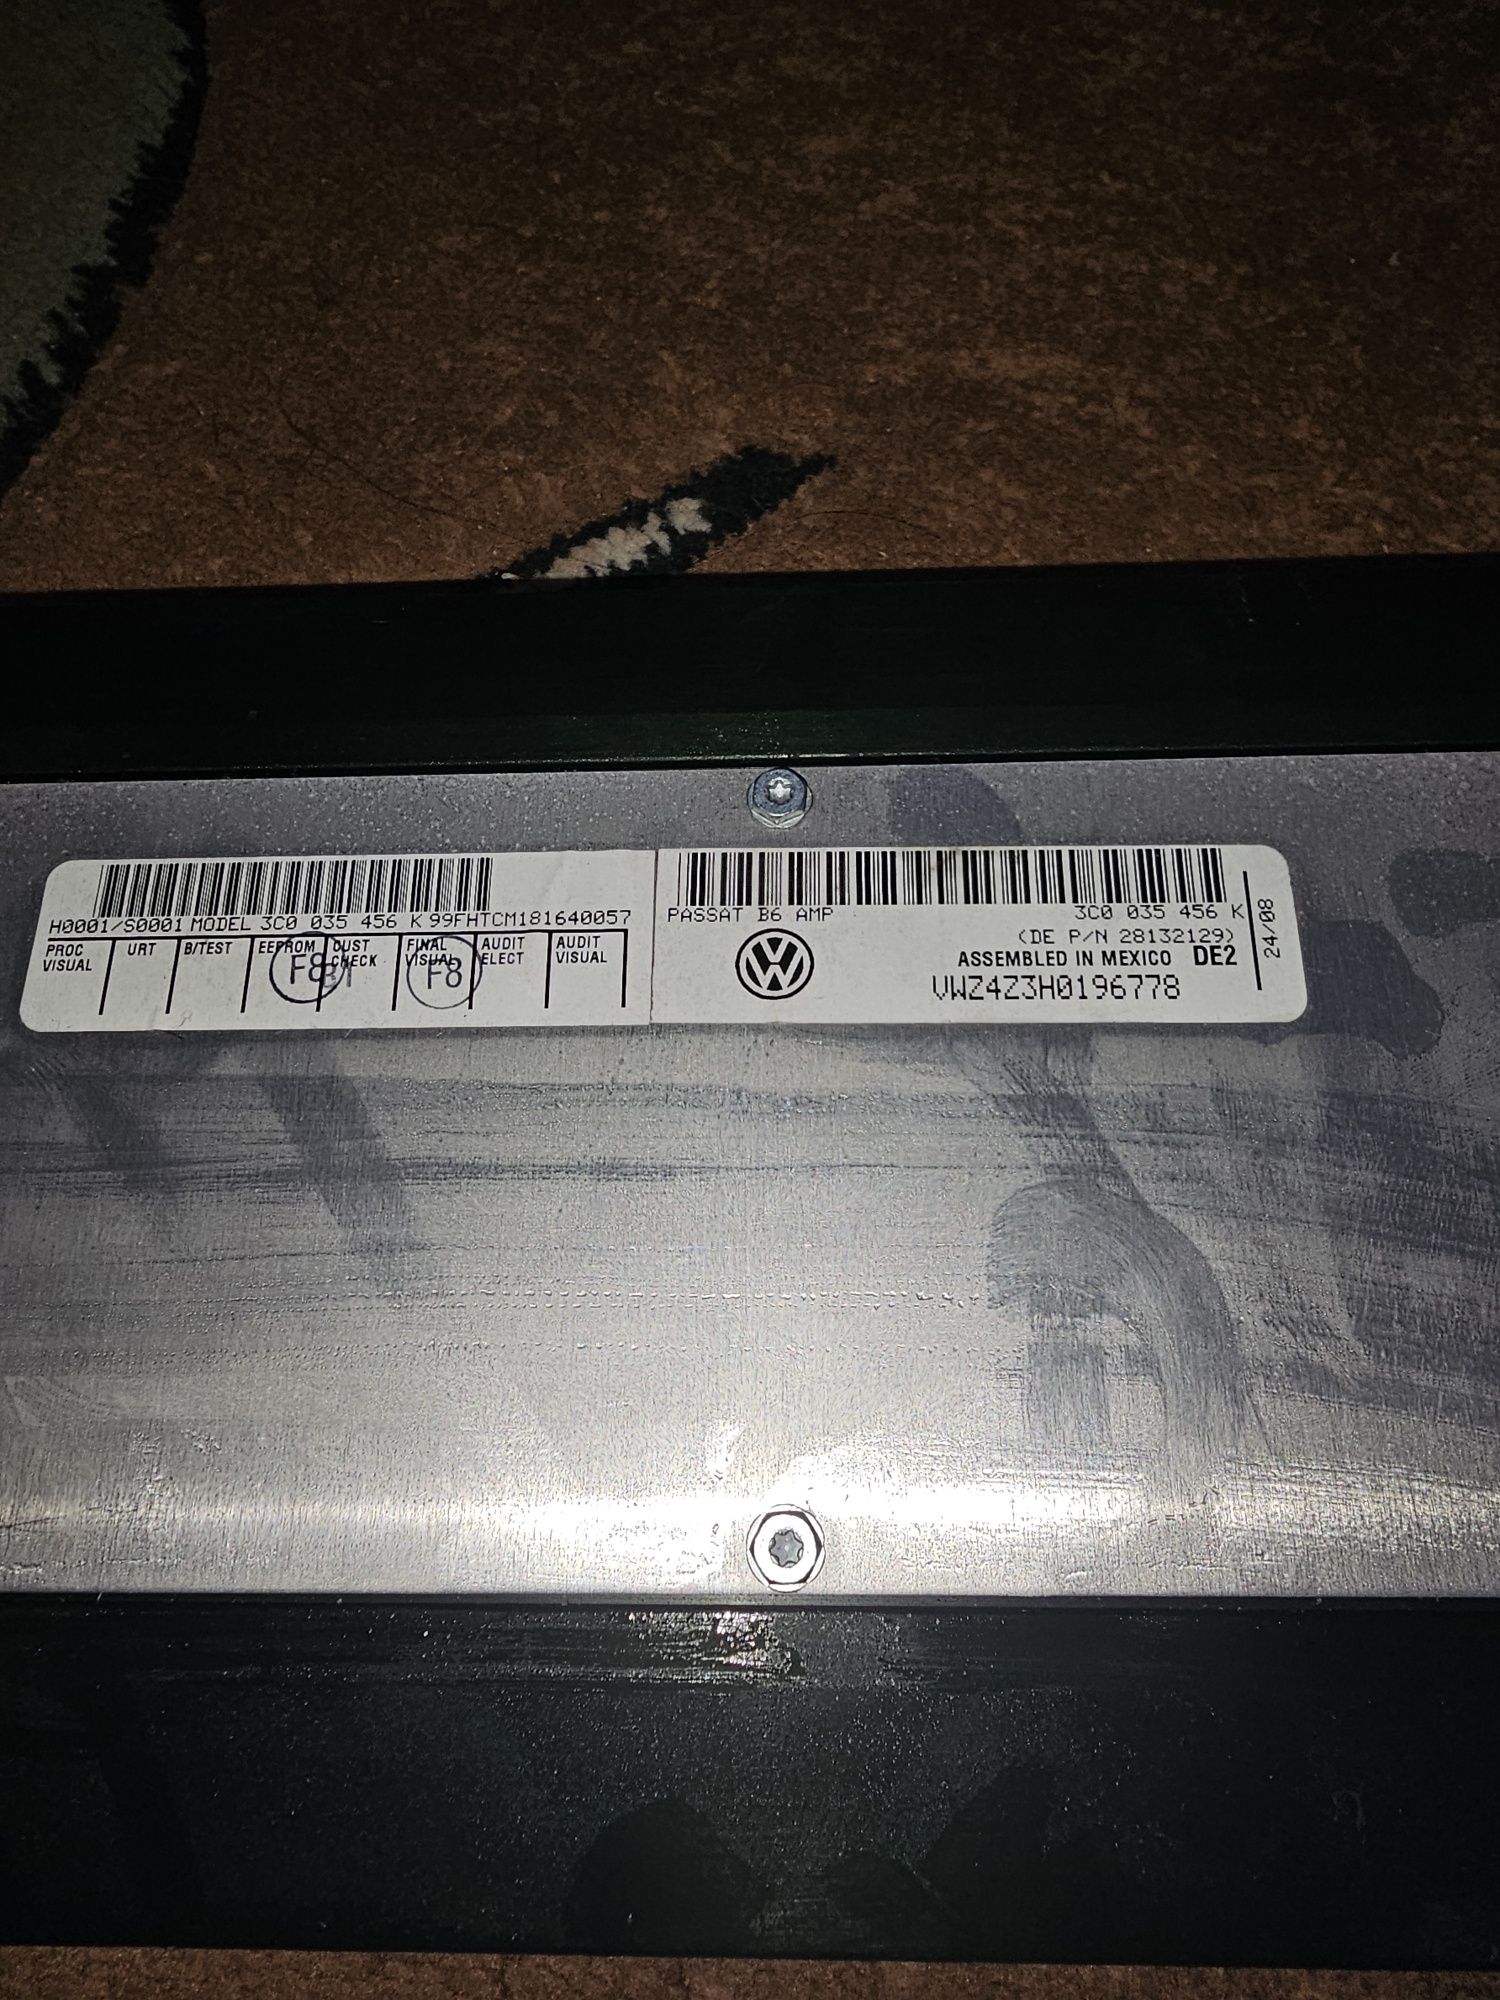 H0001/S0001 MODEL 3C0 035 456 K 99FHTCM181640057
PROC VISUAL
URT
B/TEST
EEPROM
CUST CHECK
FINAL VISUAL
AUDIT ELECT
AUDIT VISUAL
F8
F8
PASSAT B6 AMP
3C0 035 456 K
(DE P/N 28132129)
ASSEMBLED IN MEXICO DE2
VWZ4Z3H0196778
24/08